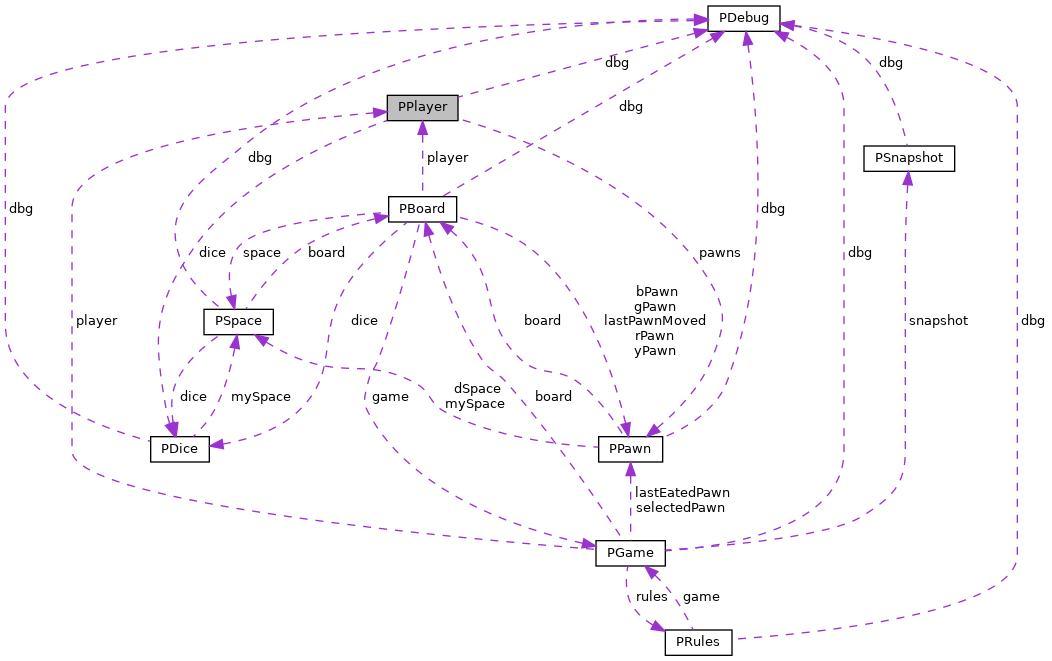 PDebug
dbg
PPlayer
dbg
dbg
player
PSnapshot
dbg
PBoard
dbg
dbg
dice
space
board
pawns
dbg
bPawn
gPawn
lastPawnMoved
rPawn
yPawn
player
PSpace
dice
board
snapshot
dbg
dice
mySpace
game
dSpace
mySpace
board
PDice
PPawn
lastEatedPawn
selectedPawn
PGame
rules
game
PRules